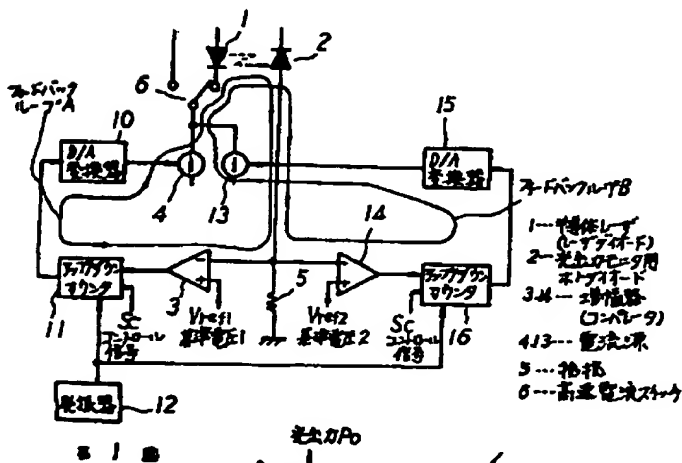 1
2
6
フィードバック
ループA
10
D/A
変換器
4
13
15
D/A
変換器
フィードバックループB
14
アップダウン
カウンタ
11
3
5
Vref1
基準電圧1
Vref2
基準電圧2
Sc
コントロール
信号
Sc
コントロール
信号
アップダウン
カウンタ
16
発振器
12
1…半導体レーザ
(レーザダイオード)
2…光出力モニタ用
ホトダイオード
3,14…増幅器
(コンパレータ)
4,13…電流源
5…抵抗
6…高速電流スイッチ
第1図
光出力Po